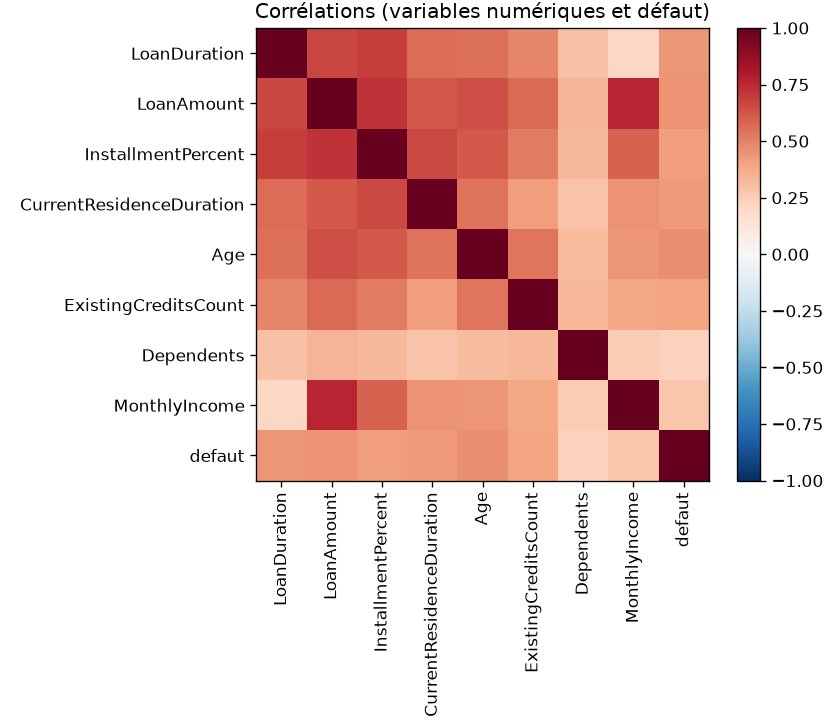 Corrélations (variables numériques et défaut)
LoanDuration
LoanAmount
InstallmentPercent
CurrentResidenceDuration
Age
ExistingCreditsCount
Dependents
MonthlyIncome
defaut
LoanDuration
LoanAmount
InstallmentPercent
CurrentResidenceDuration
Age
ExistingCreditsCount
Dependents
MonthlyIncome
defaut
1.00
0.75
0.50
0.25
0.00
−0.25
−0.50
−0.75
−1.00